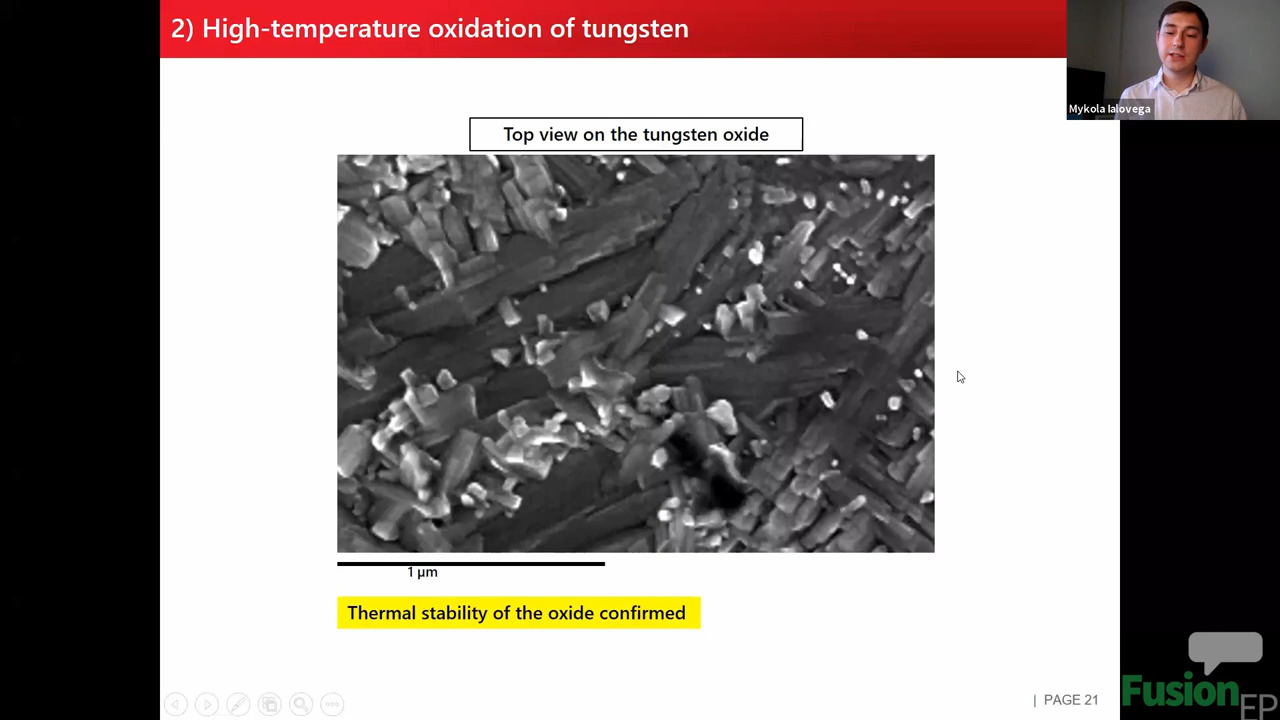 2) High-temperature oxidation of tungsten
Mykola Ialovega
Top view on the tungsten oxide
1 µm
Thermal stability of the oxide confirmed
| PAGE 21
Fusion
EP